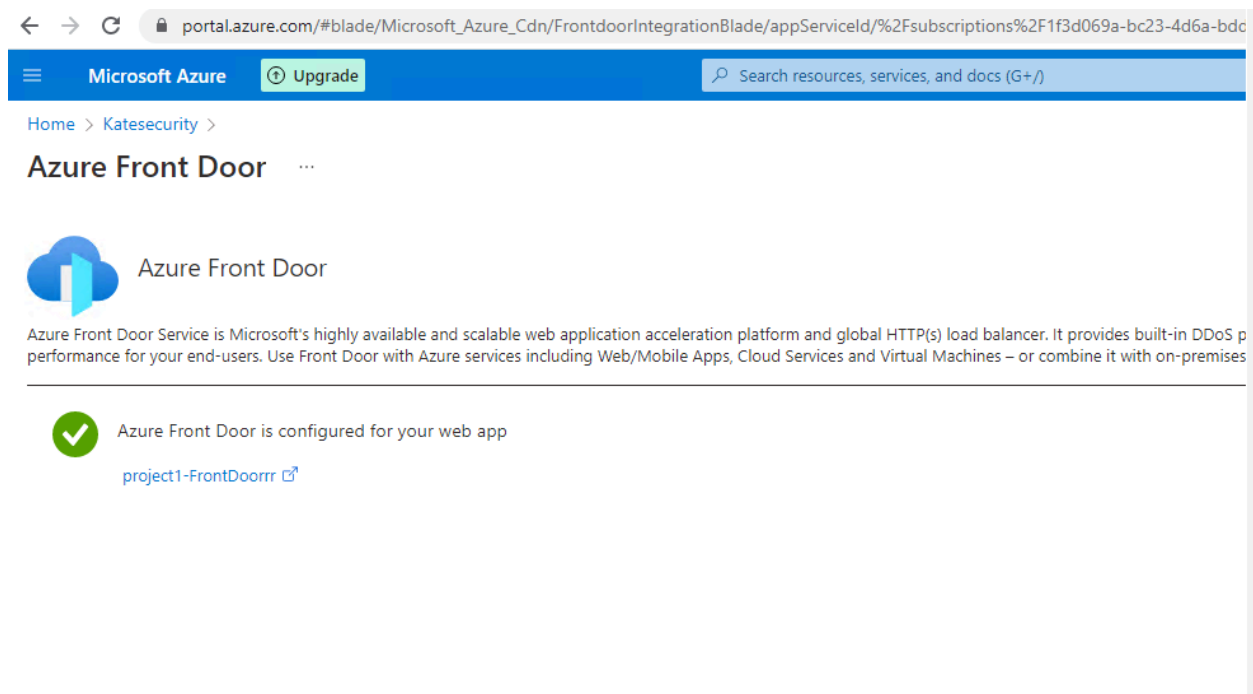 portal.azure.com/#blade/Microsoft_Azure_Cdn/FrontdoorIntegrationBlade/appServiceId/%2Fsubscriptions%2F1f3d069a-bc23-4d6a-bdd
Microsoft Azure Upgrade Search resources, services, and docs (G+/)
Home > Katesecurity >
Azure Front Door ...
Azure Front Door
Azure Front Door Service is Microsoft's highly available and scalable web application acceleration platform and global HTTP(s) load balancer. It provides built-in DDoS p
performance for your end-users. Use Front Door with Azure services including Web/Mobile Apps, Cloud Services and Virtual Machines – or combine it with on-premises
Azure Front Door is configured for your web app
project1-FrontDoorrr